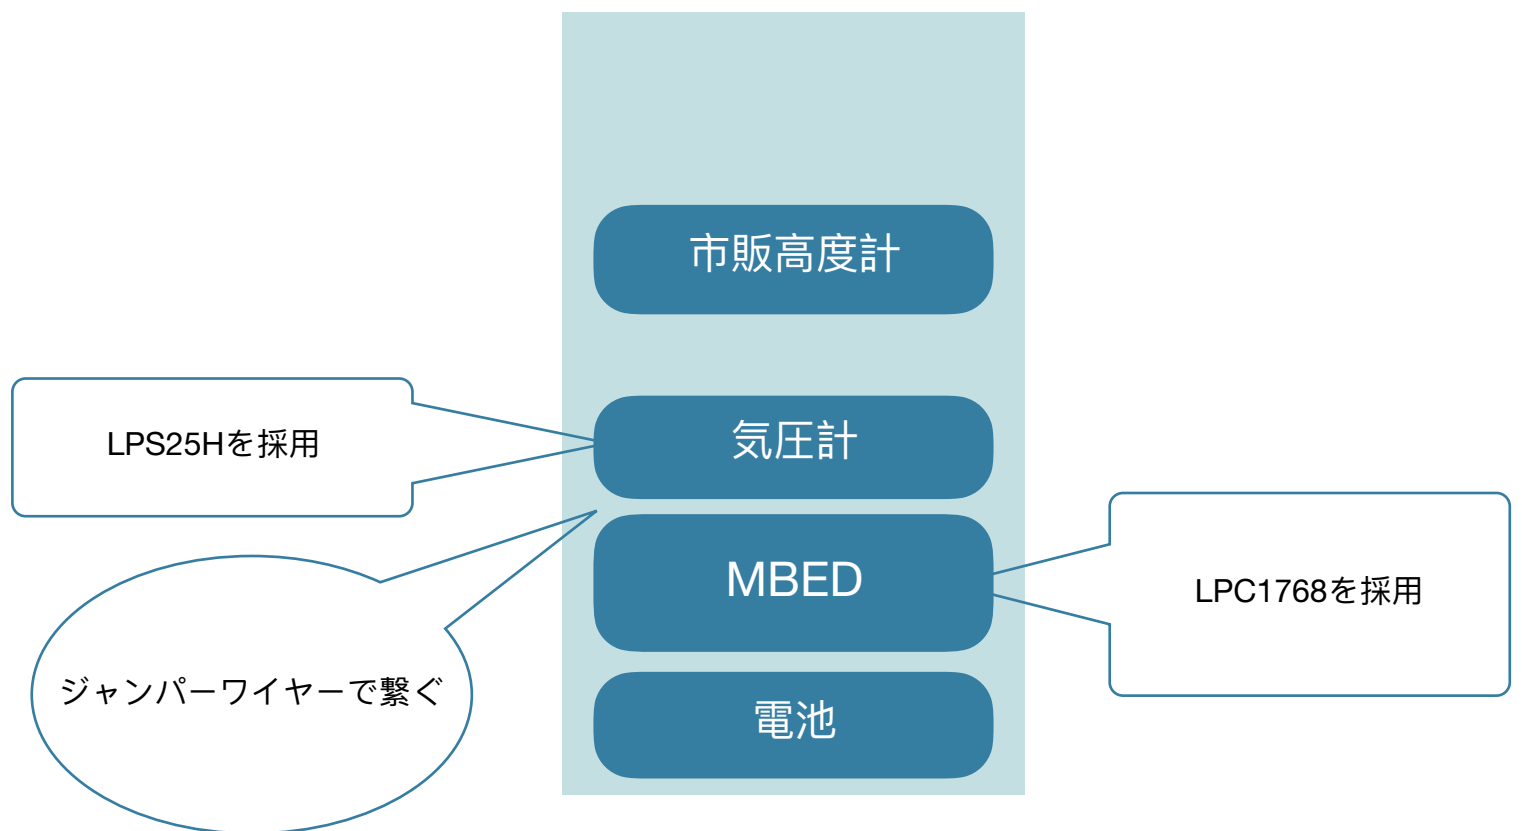 市販高度計
LPS25Hを採用
気圧計
MBED
LPC1768を採用
ジャンパーワイヤーで繋ぐ
電池